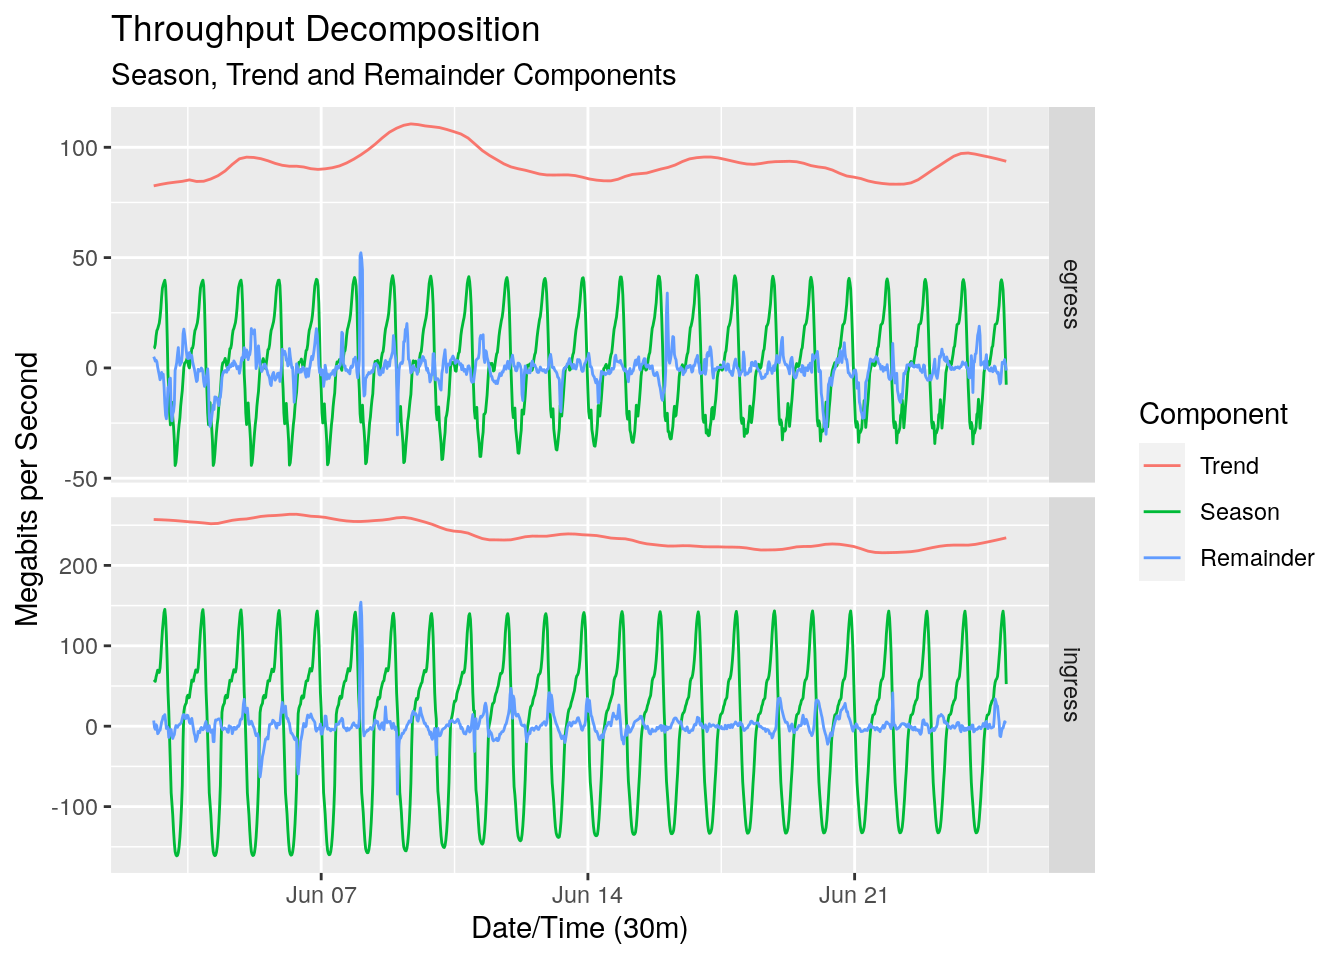 Throughput Decomposition
Season, Trend and Remainder Components
100
50
0
-50
egress
200
100
0
-100
ingress
Megabits per Second
Jun 07
Jun 14
Jun 21
Date/Time (30m)
Component
Trend
Season
Remainder